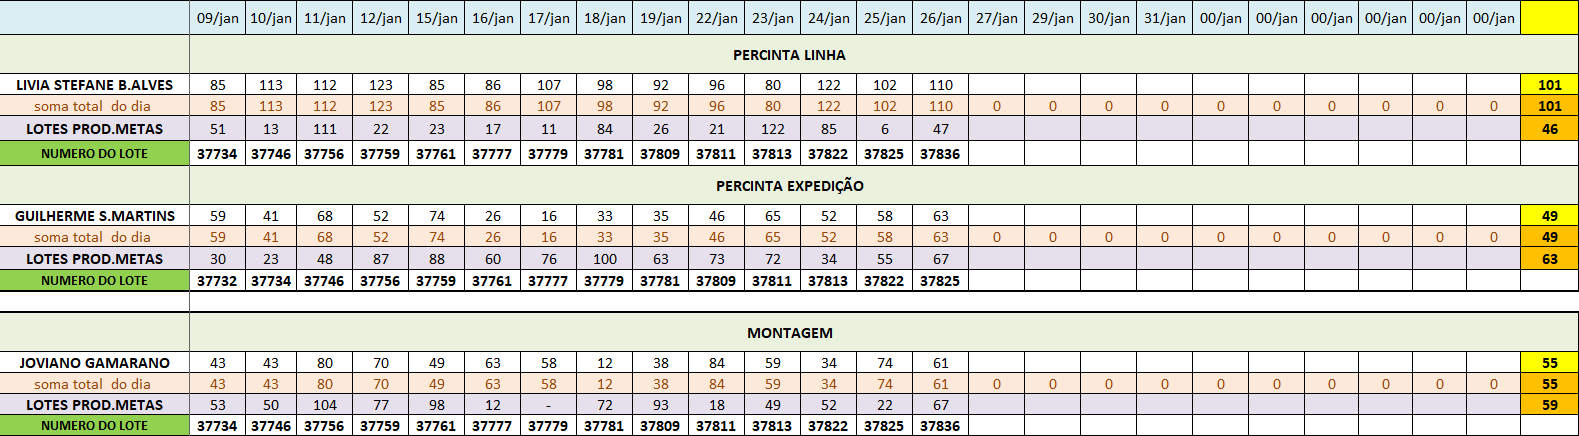 09/jan 10/jan 11/jan 12/jan 15/jan 16/jan 17/jan 18/jan 19/jan 22/jan 23/jan 24/jan 25/jan 26/jan 27/jan 29/jan 30/jan 31/jan 00/jan 00/jan 00/jan 00/jan 00/jan 00/jan
PERCINTA LINHA
LIVIA STEFANE B.ALVES 85 113 112 123 85 86 107 98 92 96 80 122 102 110 101
soma total do dia 85 113 112 123 85 86 107 98 92 96 80 122 102 110 0 0 0 0 0 0 0 0 0 0 101
LOTES PROD.METAS 51 13 111 22 23 17 11 84 26 21 122 85 6 47 46
NUMERO DO LOTE 37734 37746 37756 37759 37761 37777 37779 37781 37809 37811 37813 37822 37825 37836
PERCINTA EXPEDIÇÃO
GUILHERME S.MARTINS 59 41 68 52 74 26 16 33 35 46 65 52 58 63 49
soma total do dia 59 41 68 52 74 26 16 33 35 46 65 52 58 63 0 0 0 0 0 0 0 0 0 0 49
LOTES PROD.METAS 30 23 48 87 88 60 76 100 63 73 72 34 55 67 63
NUMERO DO LOTE 37732 37734 37746 37756 37759 37761 37777 37779 37781 37809 37811 37813 37822 37825
MONTAGEM
JOVIANO GAMARANO 43 43 80 70 49 63 58 12 38 84 59 34 74 61 55
soma total do dia 43 43 80 70 49 63 58 12 38 84 59 34 74 61 0 0 0 0 0 0 0 0 0 0 55
LOTES PROD.METAS 53 50 104 77 98 12 - 72 93 18 49 52 22 67 59
NUMERO DO LOTE 37734 37746 37756 37759 37761 37777 37779 37781 37809 37811 37813 37822 37825 37836